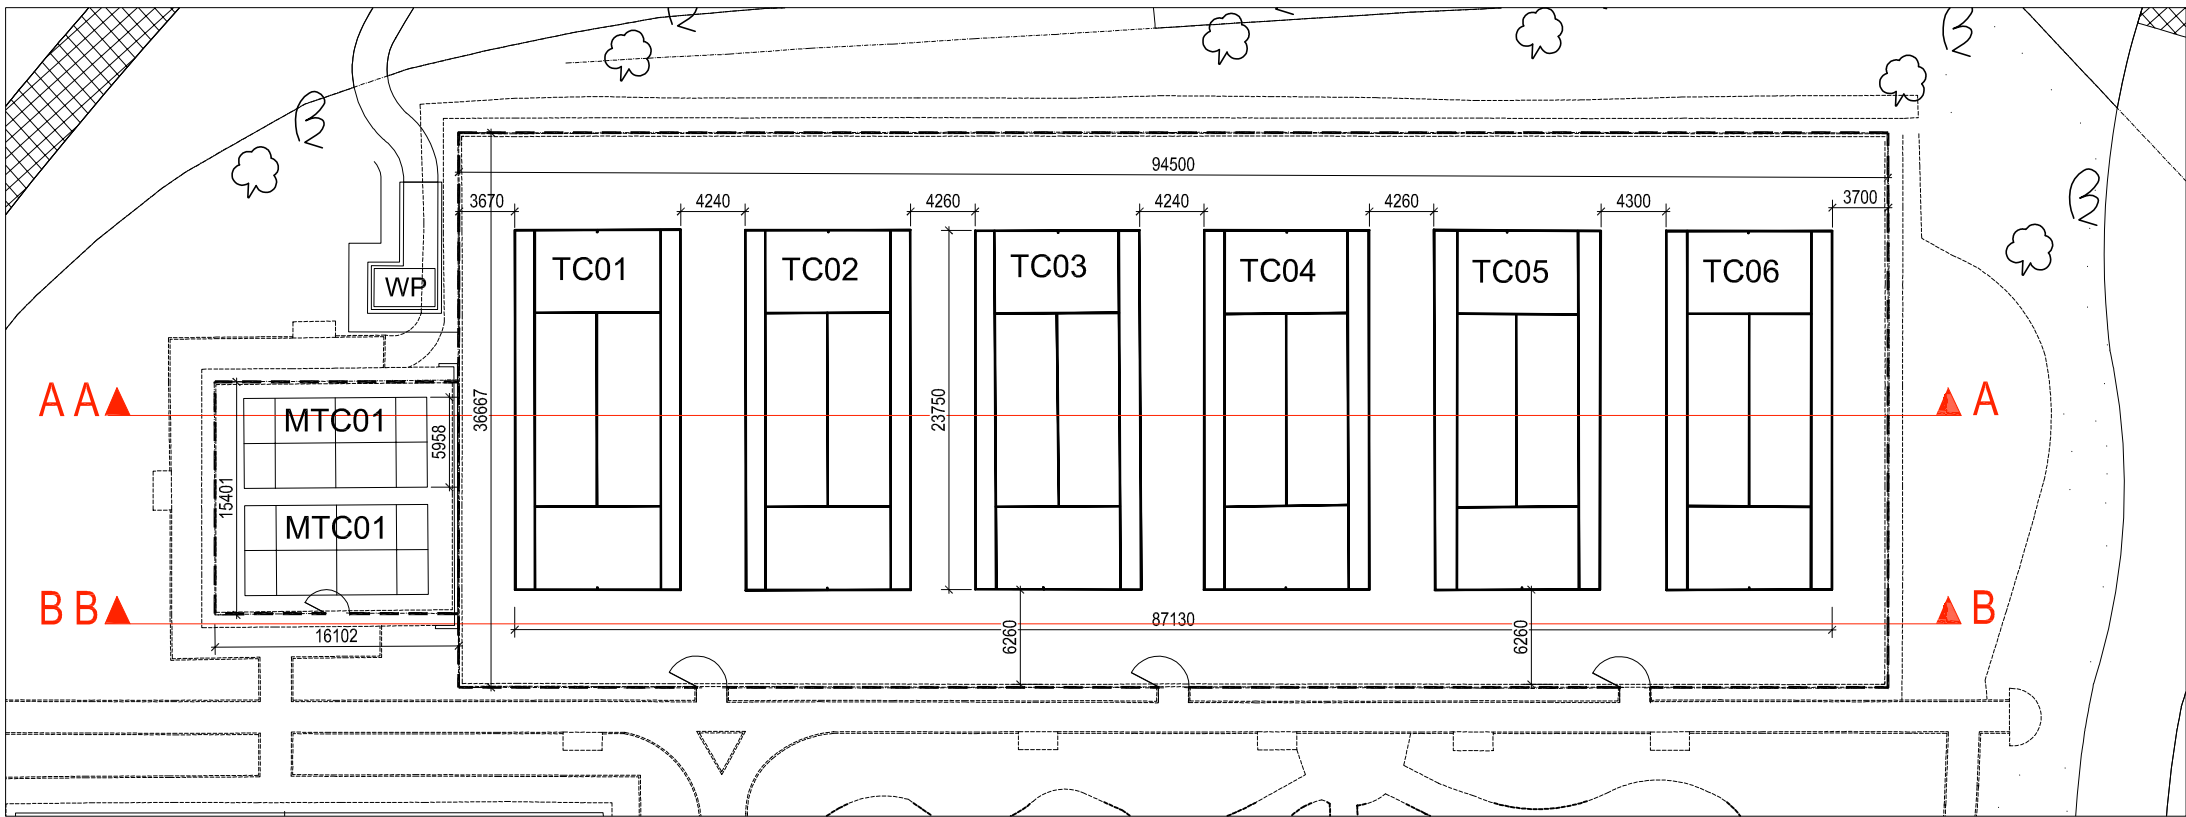 94500
3670
4240
4260
4240
4260
4300
3700
TC01
TC02
TC03
TC04
TC05
TC06
WP
A A
A
36667
23750
MTC01
5958
15401
MTC01
B B
B
16102
87130
6260
6260